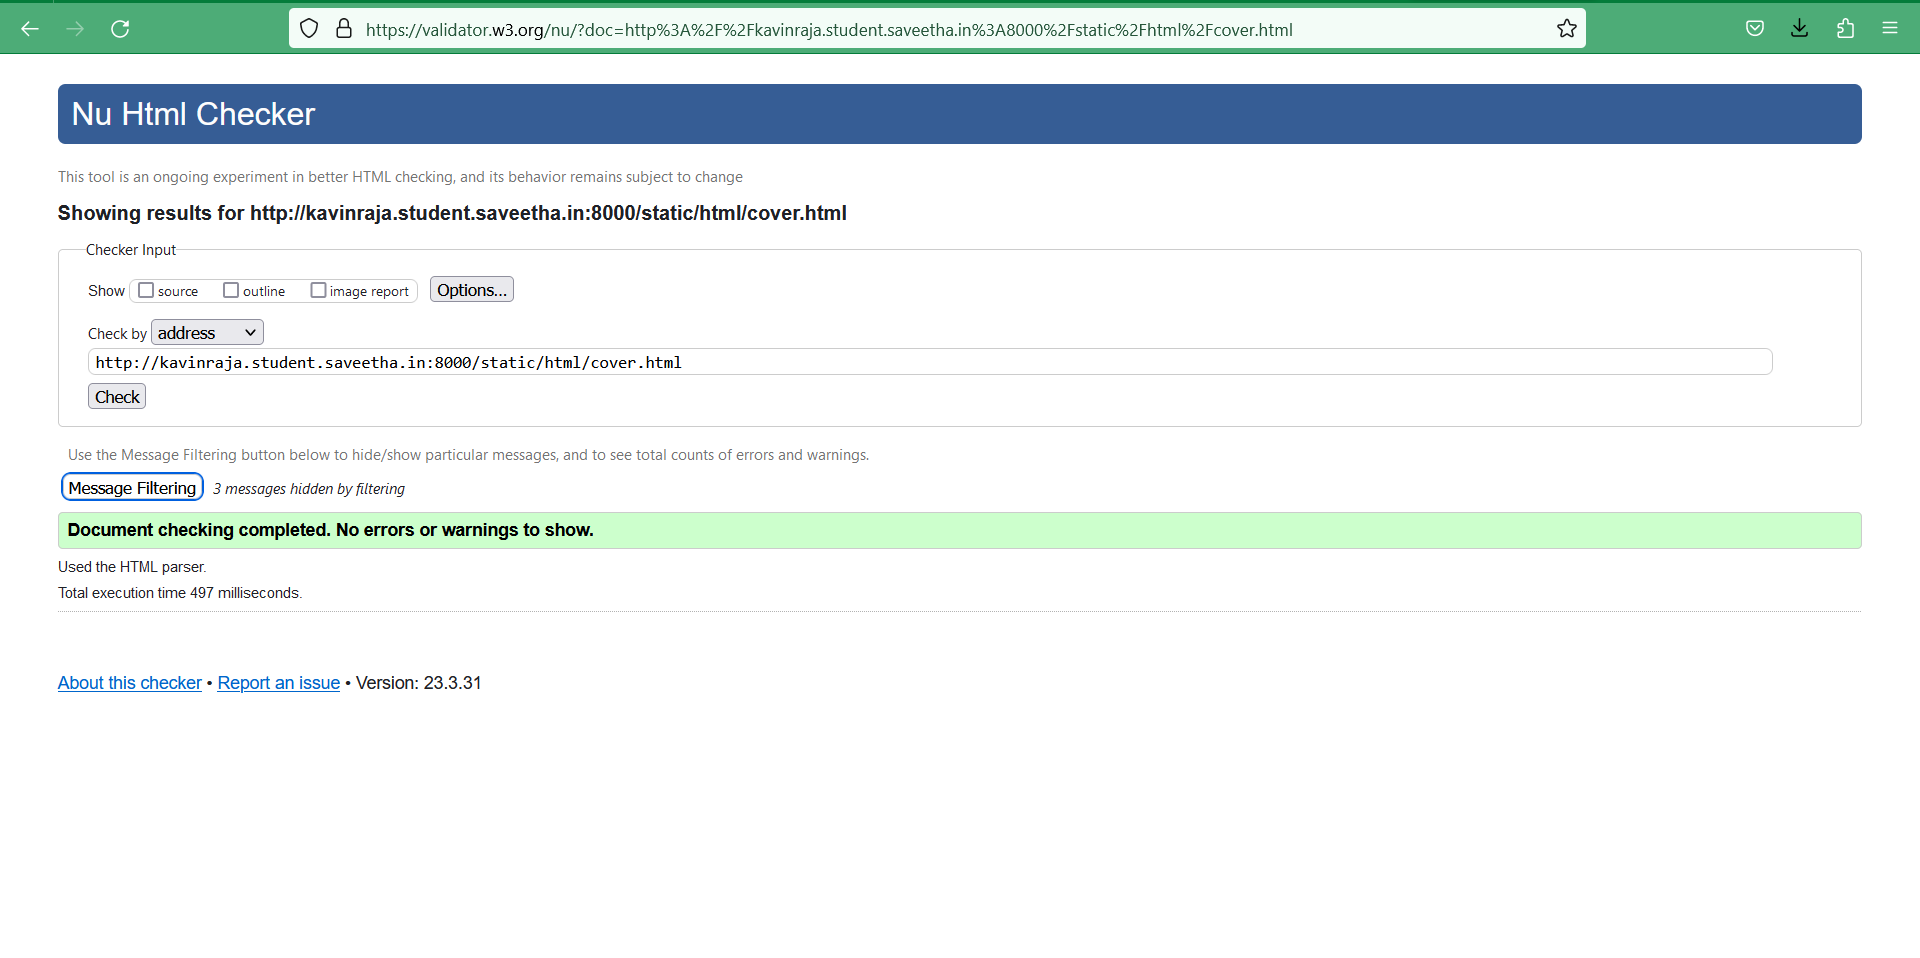 https://validator.w3.org/nu/?doc=http%3A%2F%2Fkavinraja.student.saveetha.in%3A8000%2Fstatic%2Fhtml%2Fcover.html
Nu Html Checker
This tool is an ongoing experiment in better HTML checking, and its behavior remains subject to change
Showing results for http://kavinraja.student.saveetha.in:8000/static/html/cover.html
Checker Input
Show source outline image report Options...
Check by address
http://kavinraja.student.saveetha.in:8000/static/html/cover.html
Check
Use the Message Filtering button below to hide/show particular messages, and to see total counts of errors and warnings.
Message Filtering 3 messages hidden by filtering
Document checking completed. No errors or warnings to show.
Used the HTML parser.
Total execution time 497 milliseconds.
About this checker • Report an issue • Version: 23.3.31